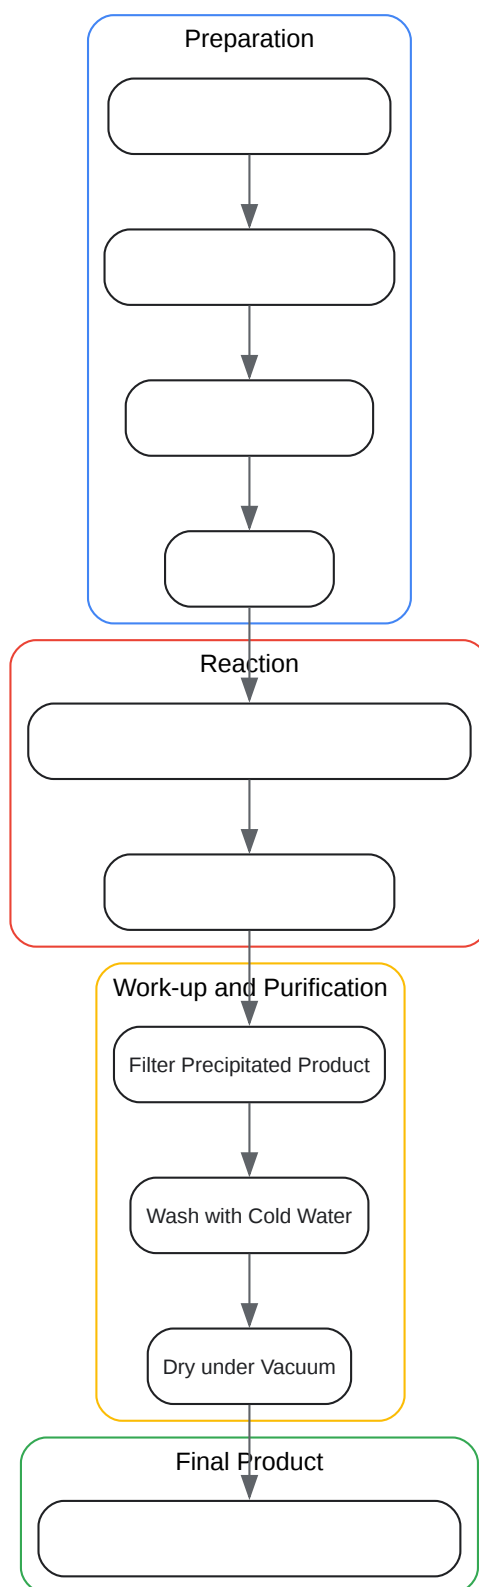 Preparation
Reaction
Work-up and Purification
Filter Precipitated Product
Wash with Cold Water
Dry under Vacuum
Final Product